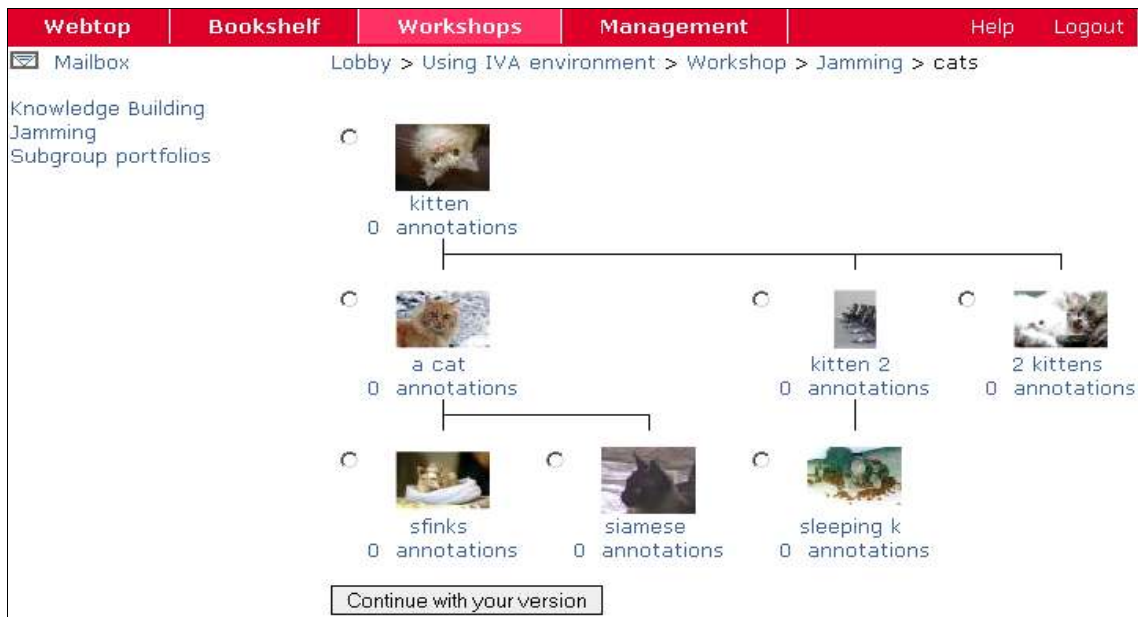 Webtop Bookshelf Workshops Management Help Logout
Mailbox Lobby > Using IVA environment > Workshop > Jamming > cats
Knowledge Building
Jamming
Subgroup portfolios
kitten
0 annotations
a cat kitten 2 2 kittens
0 annotations 0 annotations 0 annotations
sfinks siamese sleeping k
0 annotations 0 annotations 0 annotations
Continue with your version